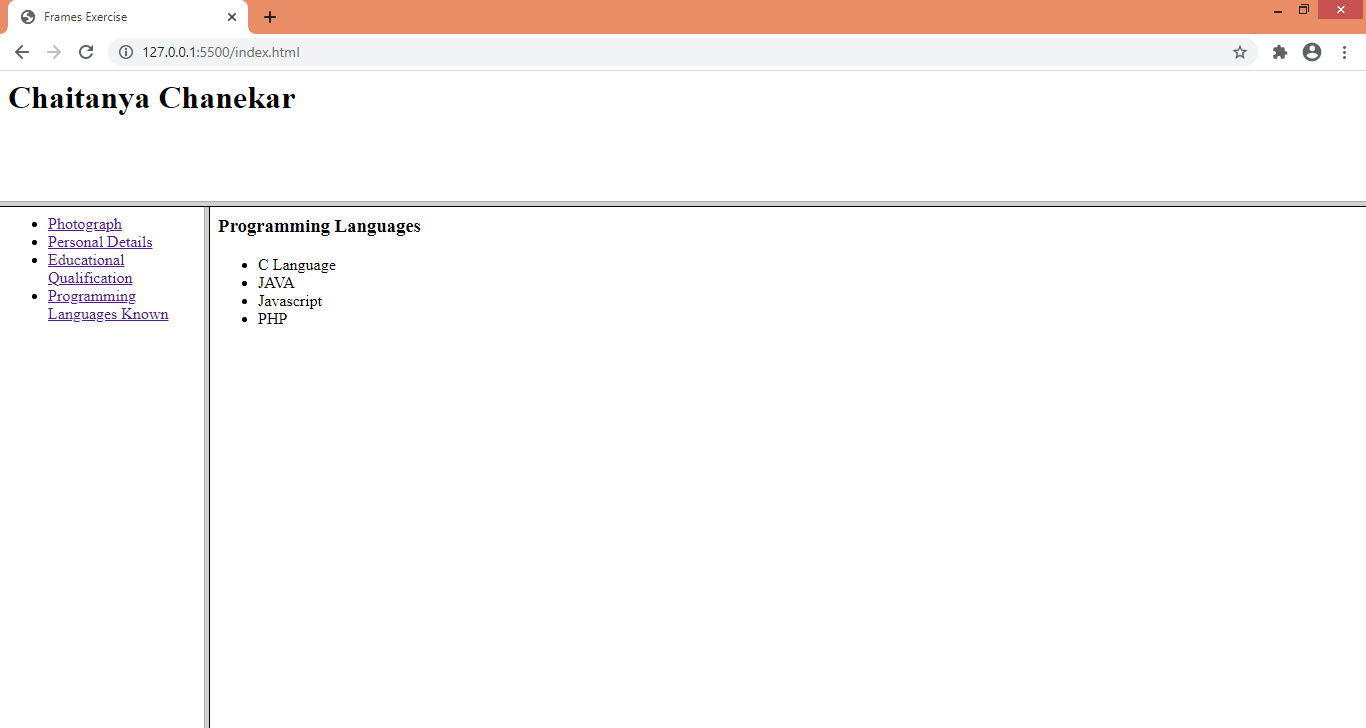 Frames Exercise
127.0.0.1:5500/index.html
Chaitanya Chanekar
Photograph
Personal Details
Educational
Qualification
Programming
Languages Known
Programming Languages
C Language
JAVA
Javascript
PHP